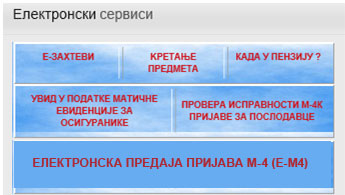 Електронски сервиси
Е-ЗАХТЕВИ
КРЕТАЊЕ
ПРЕДМЕТА
КАДА У ПЕНЗИЈУ ?
УВИД У ПОДАТКЕ МАТИЧНЕ
ЕВИДЕНЦИЈЕ ЗА
ОСИГУРАНИКЕ
ПРОВЕРА ИСПРАВНОСТИ М-4К
ПРИЈАВЕ ЗА ПОСЛОДАВЦЕ
ЕЛЕКТРОНСКА ПРЕДАЈА ПРИЈАВА М-4 (Е-М4)